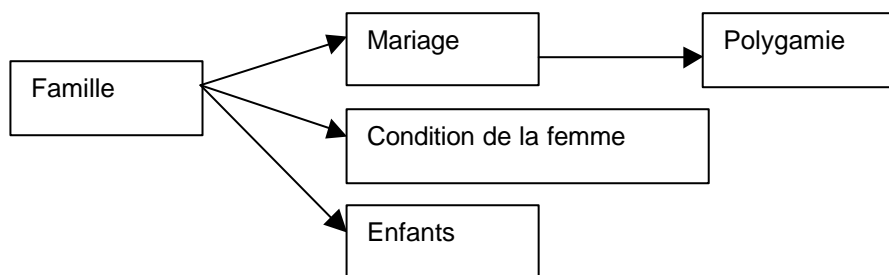 Mariage
Polygamie
Famille
Condition de la femme
Enfants